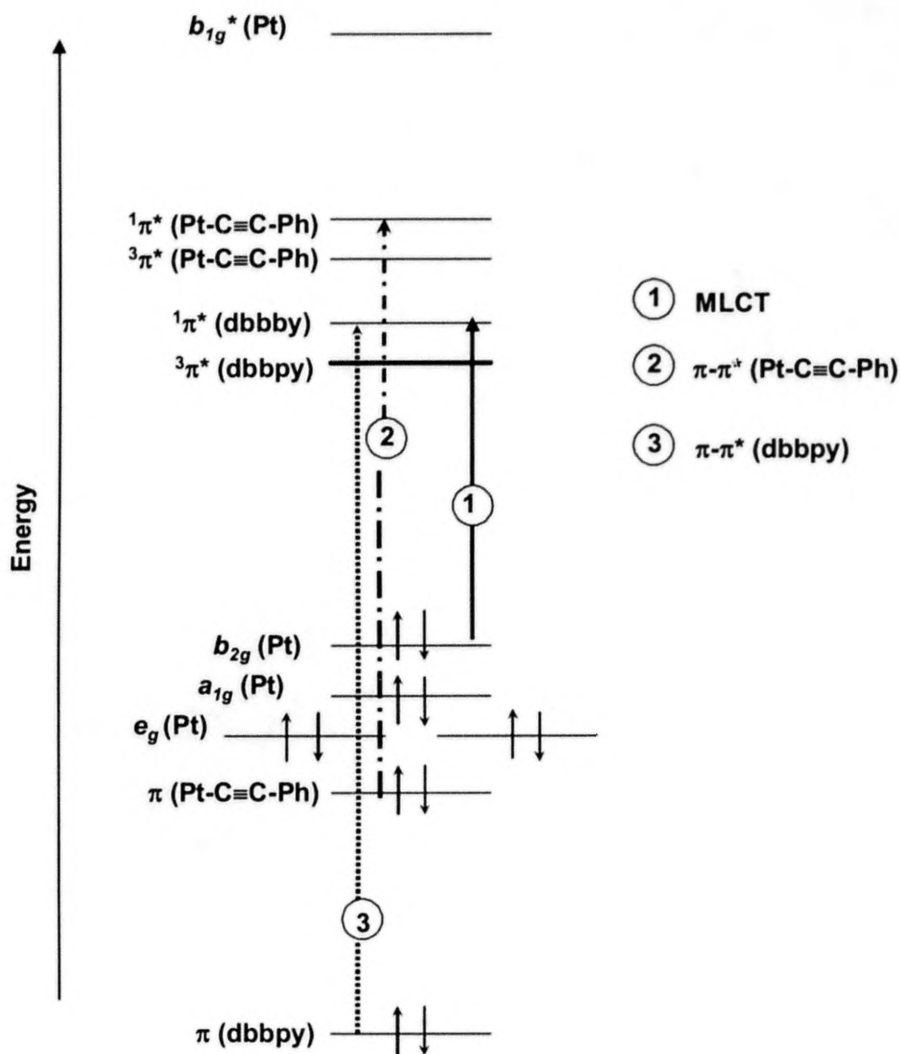 b1g* (Pt)
1π* (Pt-C≡C-Ph)
3π* (Pt-C≡C-Ph)
1π* (dbbby)
3π* (dbbpy)
1 MLCT
2 π-π* (Pt-C≡C-Ph)
3 π-π* (dbbpy)
2
1
Energy
b2g (Pt)
a1g (Pt)
eg (Pt)
π (Pt-C≡C-Ph)
3
π (dbbpy)